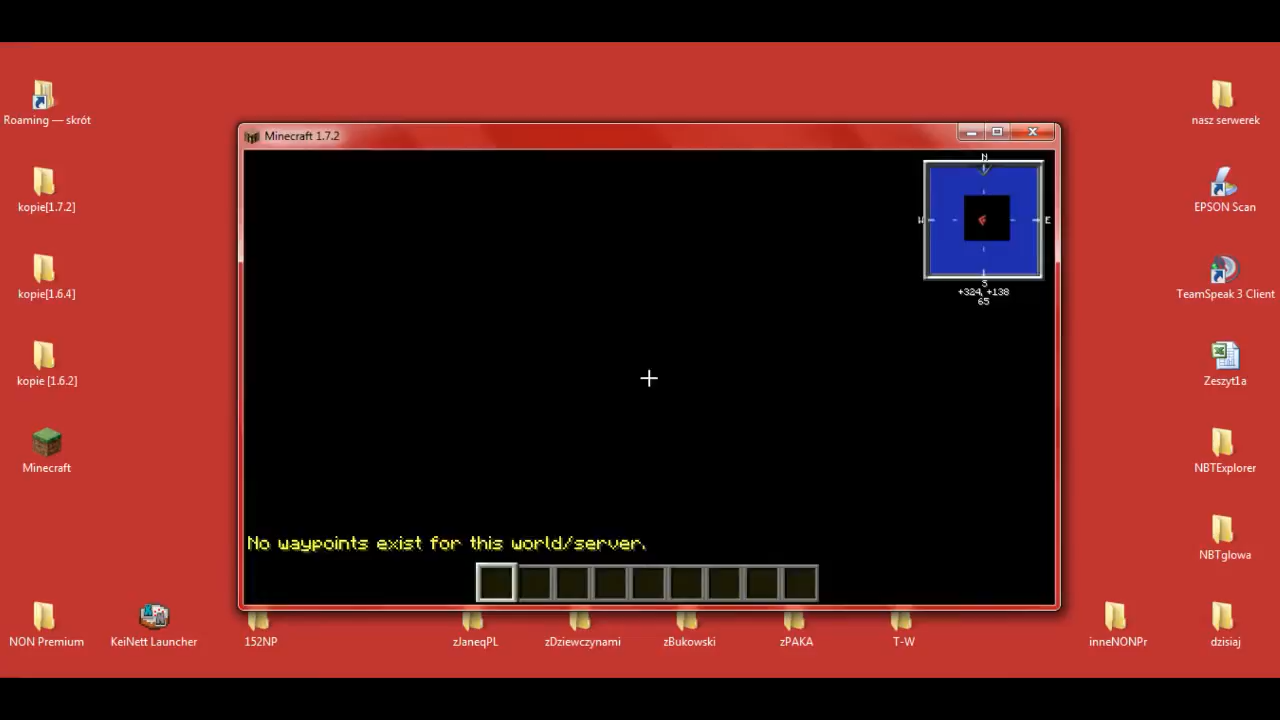 Roaming — skrót
nasz serwerek
Minecraft 1.7.2
N
W
E
S
+324, +138
65
kopie[1.7.2]
EPSON Scan
kopie[1.6.4]
TeamSpeak 3 Client
kopie [1.6.2]
Zeszyt1a
Minecraft
NBTExplorer
No waypoints exist for this world/server.
NBTglowa
NON Premium
KeiNett Launcher
152NP
zJaneqPL
zDziewczynami
zBukowski
zPAKA
T-W
inneNONPr
dzisiaj